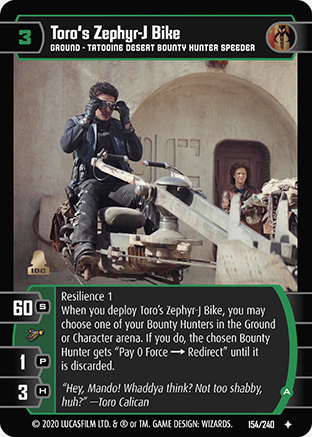 3 Toro's Zephyr-J Bike
GROUND - TATOOINE DESERT BOUNTY HUNTER SPEEDER
IDC
60 S
1 P
3 H
Resilience 1
When you deploy Toro's Zephyr-J Bike, you may
choose one of your Bounty Hunters in the Ground
or Character arena. If you do, the chosen Bounty
Hunter gets "Pay 0 Force → Redirect" until it
is discarded.
"Hey, Mando! Whaddya think? Not too shabby,
huh?" —Toro Calican
A
© 2020 LUCASFILM LTD. & ® or TM. GAME DESIGN: WIZARDS. 154/240